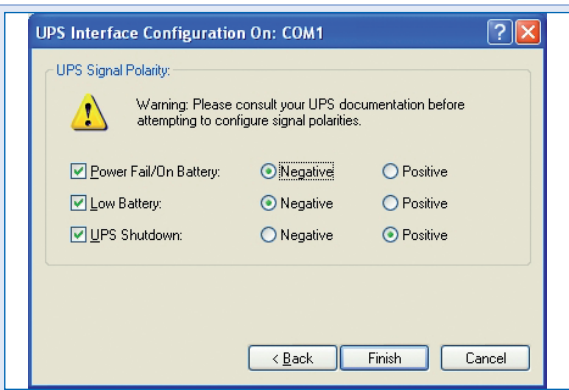 UPS Interface Configuration On: COM1
UPS Signal Polarity:
Warning: Please consult your UPS documentation before
attempting to configure signal polarities.
Power Fail/On Battery: Negative Positive
Low Battery: Negative Positive
UPS Shutdown: Negative Positive
< Back Finish Cancel